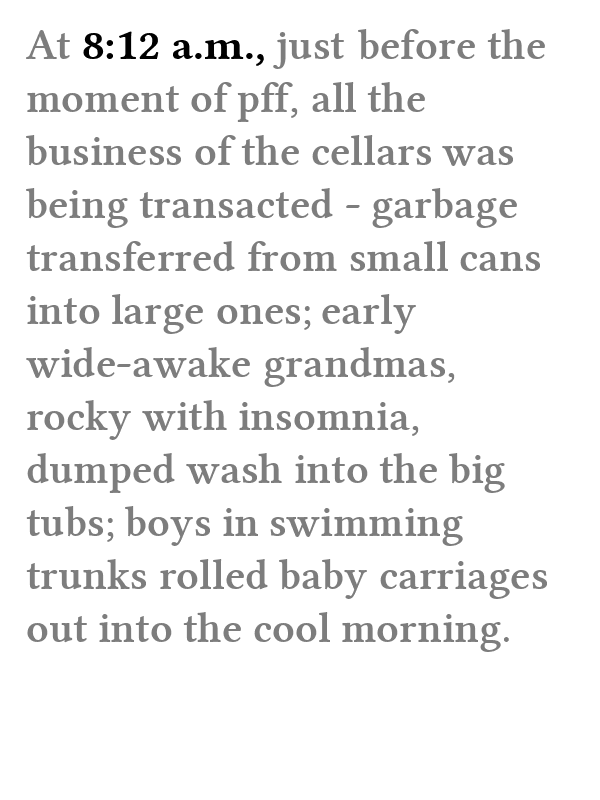 At 8:12 a.m., just before the
moment of pff, all the
business of the cellars was
being transacted - garbage
transferred from small cans
into large ones; early
wide-awake grandmas,
rocky with insomnia,
dumped wash into the big
tubs; boys in swimming
trunks rolled baby carriages
out into the cool morning.